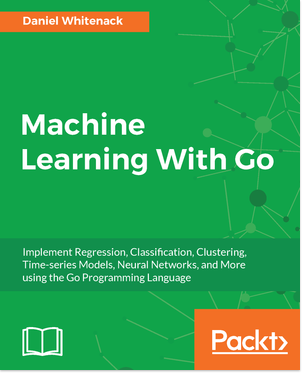 Daniel Whitenack
Machine
Learning With Go
Implement Regression, Classification, Clustering,
Time-series Models, Neural Networks, and More
using the Go Programming Language
Packt>